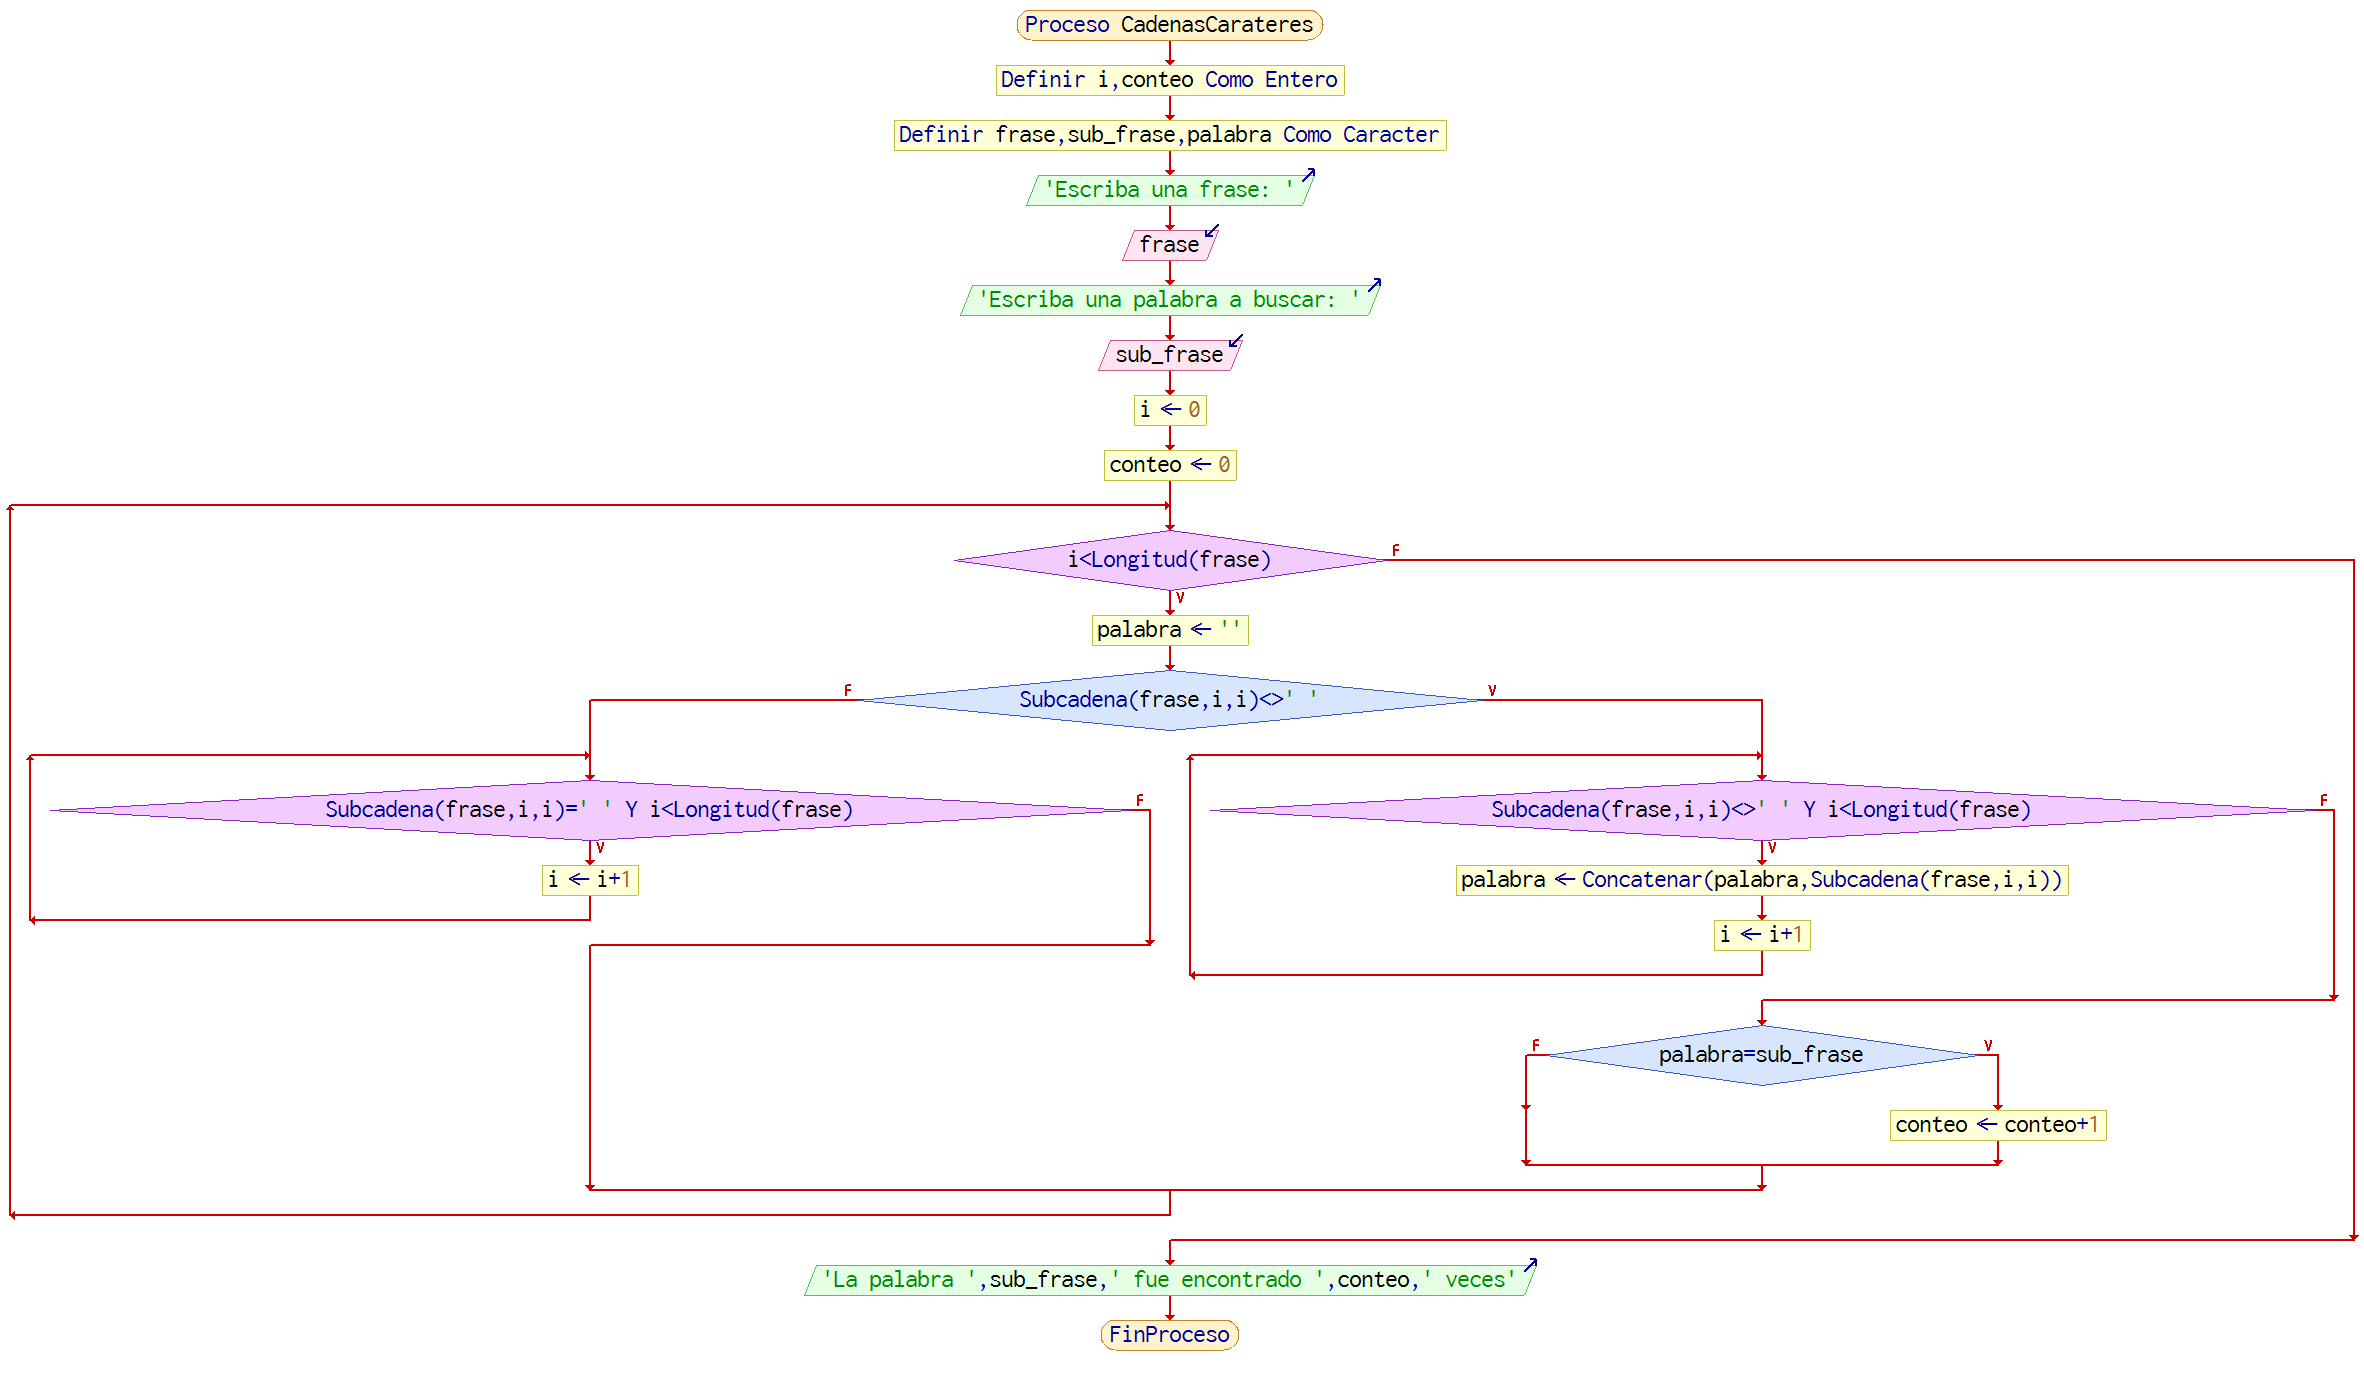 Proceso CadenasCarateres
Definir i,conteo Como Entero
Definir frase,sub_frase,palabra Como Caracter
'Escriba una frase: '
frase
'Escriba una palabra a buscar: '
sub_frase
i ← 0
conteo ← 0
i<Longitud(frase)
F
V
palabra ← ''
F
Subcadena(frase,i,i)<>' '
V
Subcadena(frase,i,i)=' ' Y i<Longitud(frase)
F
V
i ← i+1
Subcadena(frase,i,i)<>' ' Y i<Longitud(frase)
F
V
palabra ← Concatenar(palabra,Subcadena(frase,i,i))
i ← i+1
F
palabra=sub_frase
V
conteo ← conteo+1
'La palabra ',sub_frase,' fue encontrado ',conteo,' veces'
FinProceso